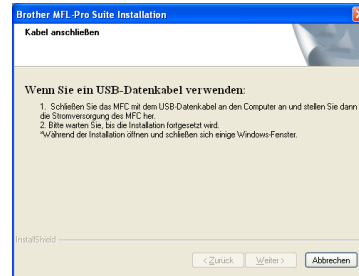 Brother MFL-Pro Suite Installation
Kabel anschließen
Wenn Sie ein USB-Datenkabel verwenden:
1. Schließen Sie das MFC mit dem USB-Datenkabel an den Computer an und stellen Sie dann
die Stromversorgung des MFC her.
2. Bitte warten Sie, bis die Installation fortgesetzt wird.
*Während der Installation öffnen und schließen sich einige Windows-Fenster.
InstallShield
< Zurück
Weiter >
Abbrechen